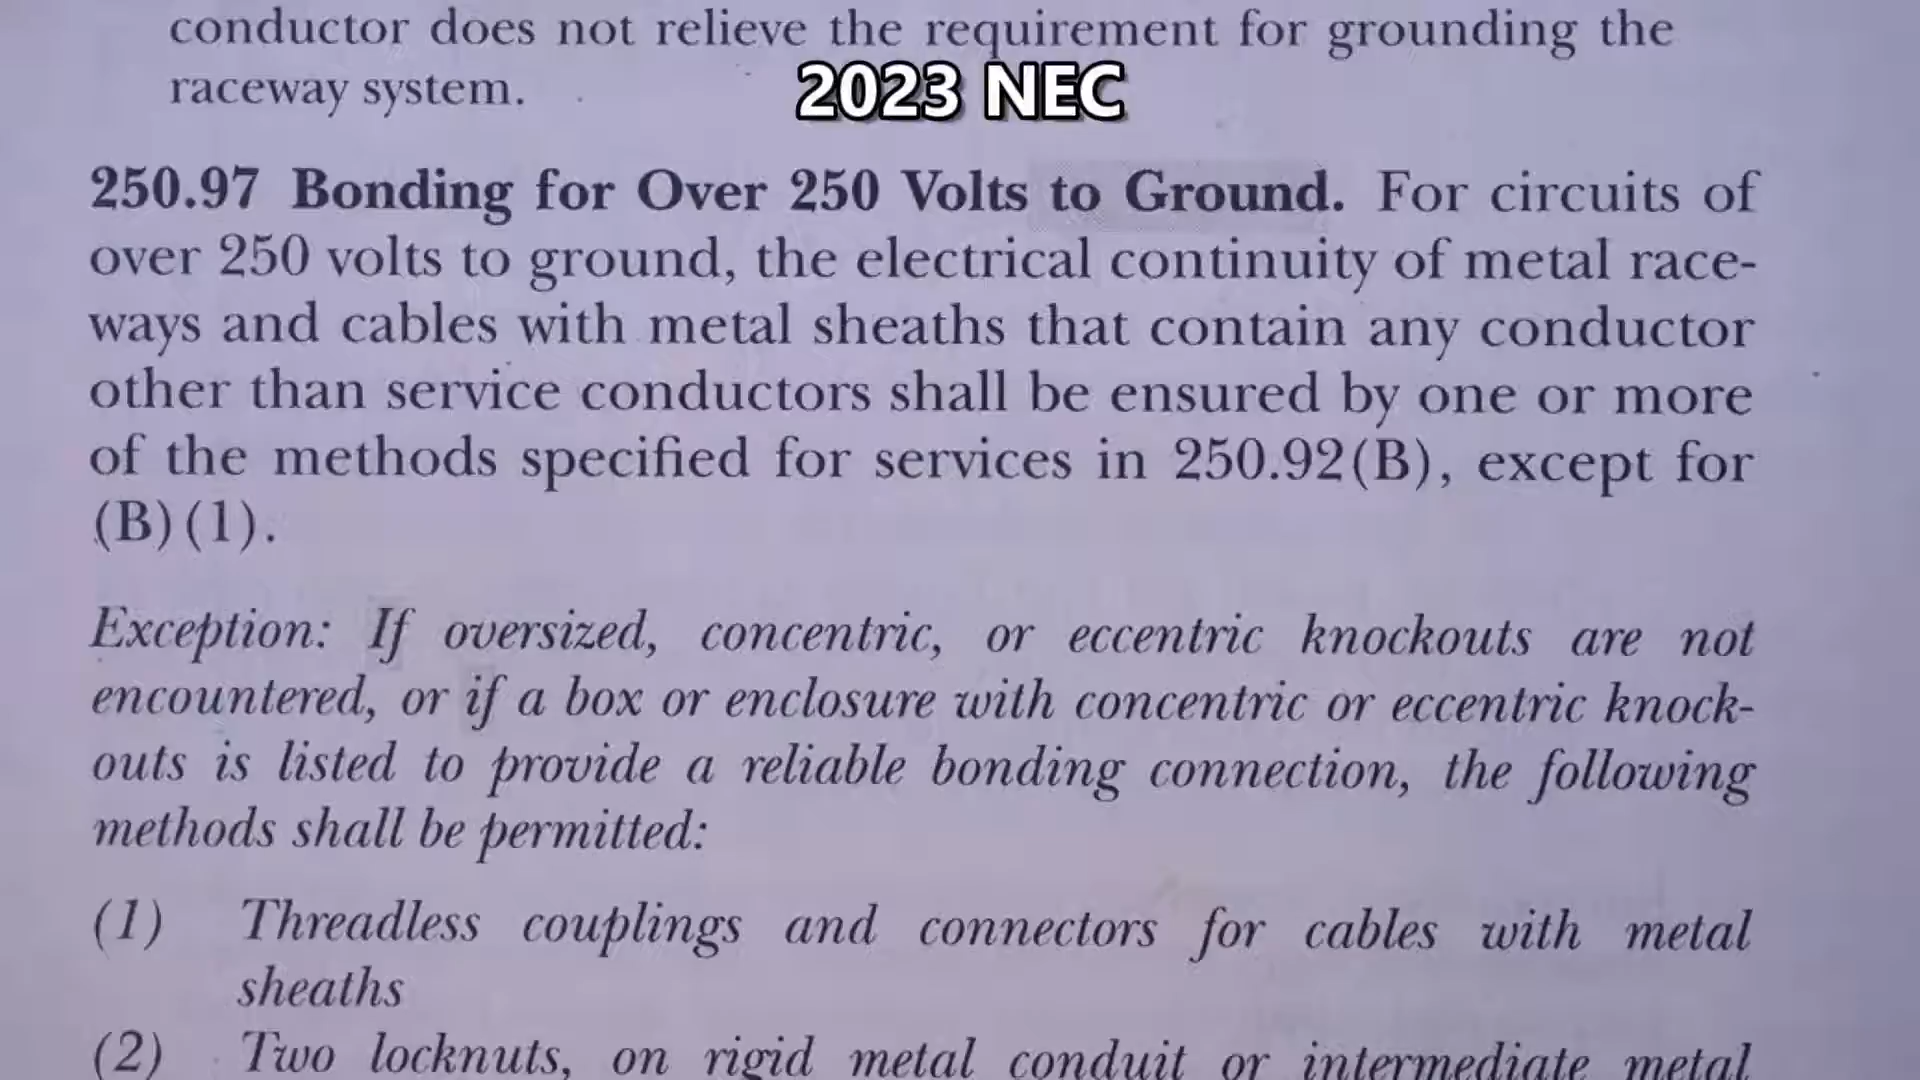 conductor does not relieve the requirement for grounding the
raceway system.
2023 NEC
250.97 Bonding for Over 250 Volts to Ground. For circuits of
over 250 volts to ground, the electrical continuity of metal race-
ways and cables with metal sheaths that contain any conductor
other than service conductors shall be ensured by one or more
of the methods specified for services in 250.92(B), except for
(B)(1).
Exception: If oversized, concentric, or eccentric knockouts are not
encountered, or if a box or enclosure with concentric or eccentric knock-
outs is listed to provide a reliable bonding connection, the following
methods shall be permitted:
(1) Threadless couplings and connectors for cables with metal
sheaths
(2) Two locknuts, on rigid metal conduit or intermediate metal